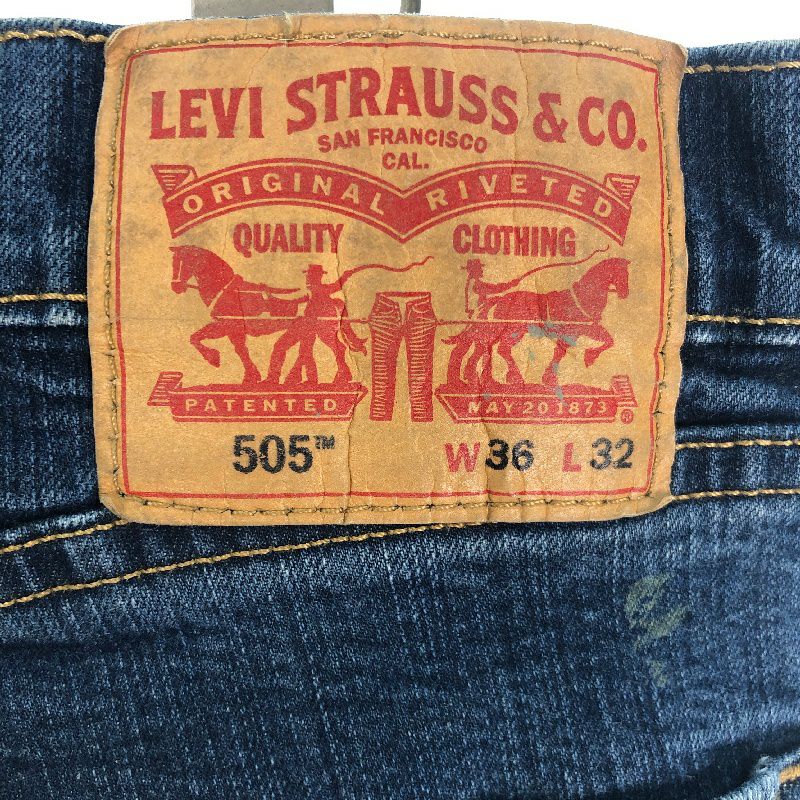 LEVI STRAUSS & CO.
SAN FRANCISCO
CAL.
ORIGINAL RIVETED
QUALITY CLOTHING
PATENTED MAY 20 1873 ®
505™ W36 L32